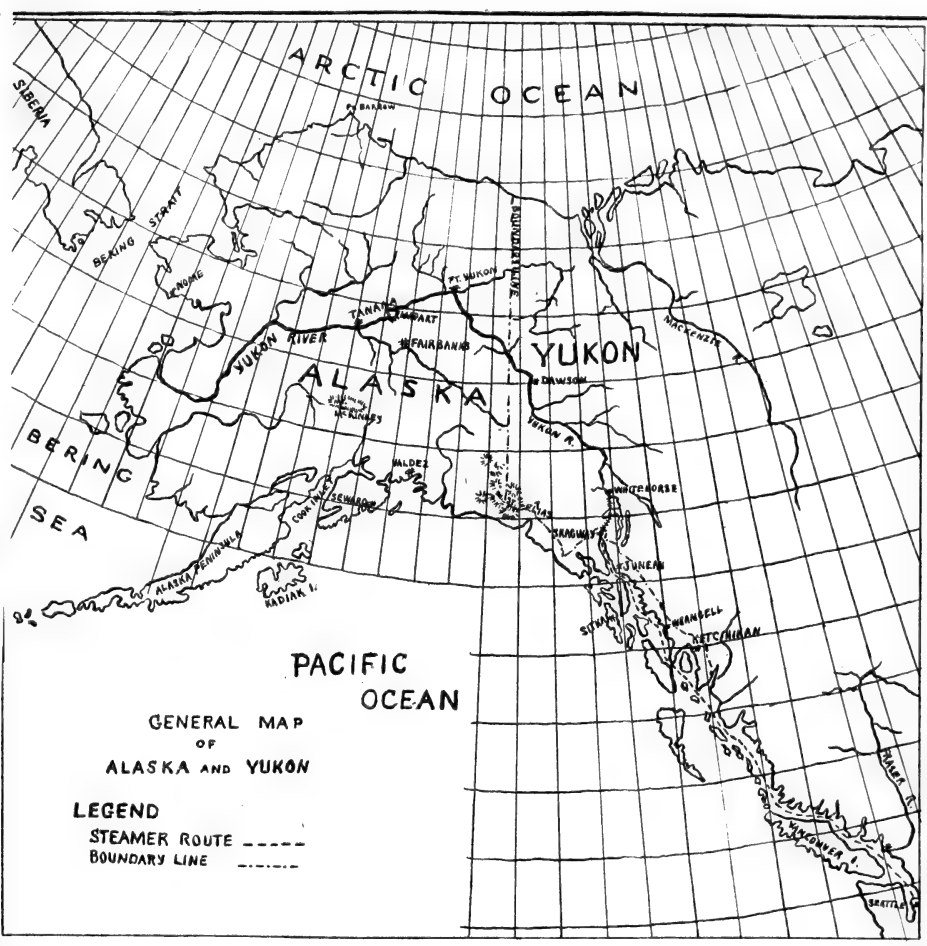 ARCTIC OCEAN
SIBERIA
PT. BARROW
BERING STRAIT
BOUNDARY LINE
NOME
FT. YUKON
TANANA
RAMPART
MACKENZIE R.
YUKON RIVER
FAIRBANKS
YUKON
ALASKA
DAWSON
MCKINLEY
YUKON R.
BERING
SEA
VALDEZ
WHITEHORSE
COOK INLET
SEWARD
ST. ELIAS
SKAGWAY
ALASKA PENINSULA
JUNEAU
KADIAK I.
SITKA
WRANGELL
KETCHIKAN
PACIFIC
OCEAN
GENERAL MAP
OF
ALASKA AND YUKON
FRASER R.
LEGEND
STEAMER ROUTE
BOUNDARY LINE
VANCOUVER I.
SEATTLE